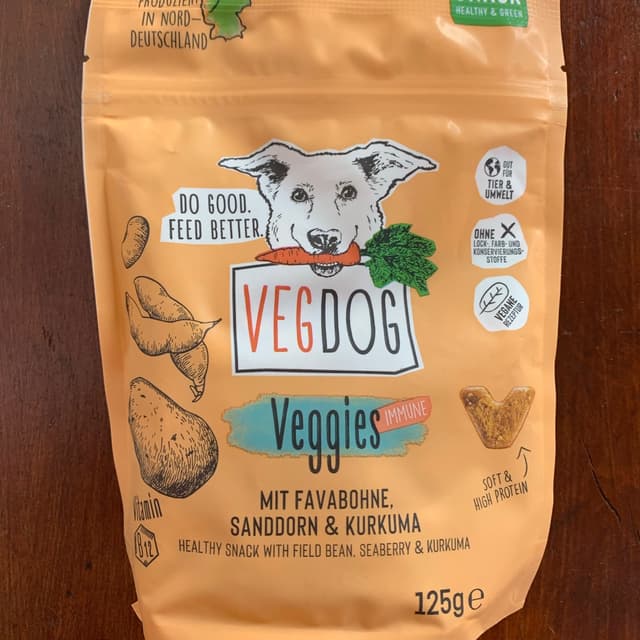 PRODUZIERT
IN NORD-
DEUTSCHLAND
SNACK
HEALTHY & GREEN
DO GOOD.
FEED BETTER.
GUT
FÜR
TIER &
UMWELT
OHNE X
LOCK-, FARB- UND
KONSERVIERUNGS-
STOFFE
VEGANE
REZEPTUR
VEGDOG
Veggies
IMMUNE
SOFT &
HIGH PROTEIN
Vitamin
B12
MIT FAVABOHNE,
SANDDORN & KURKUMA
HEALTHY SNACK WITH FIELD BEAN, SEABERRY & KURKUMA
125g e